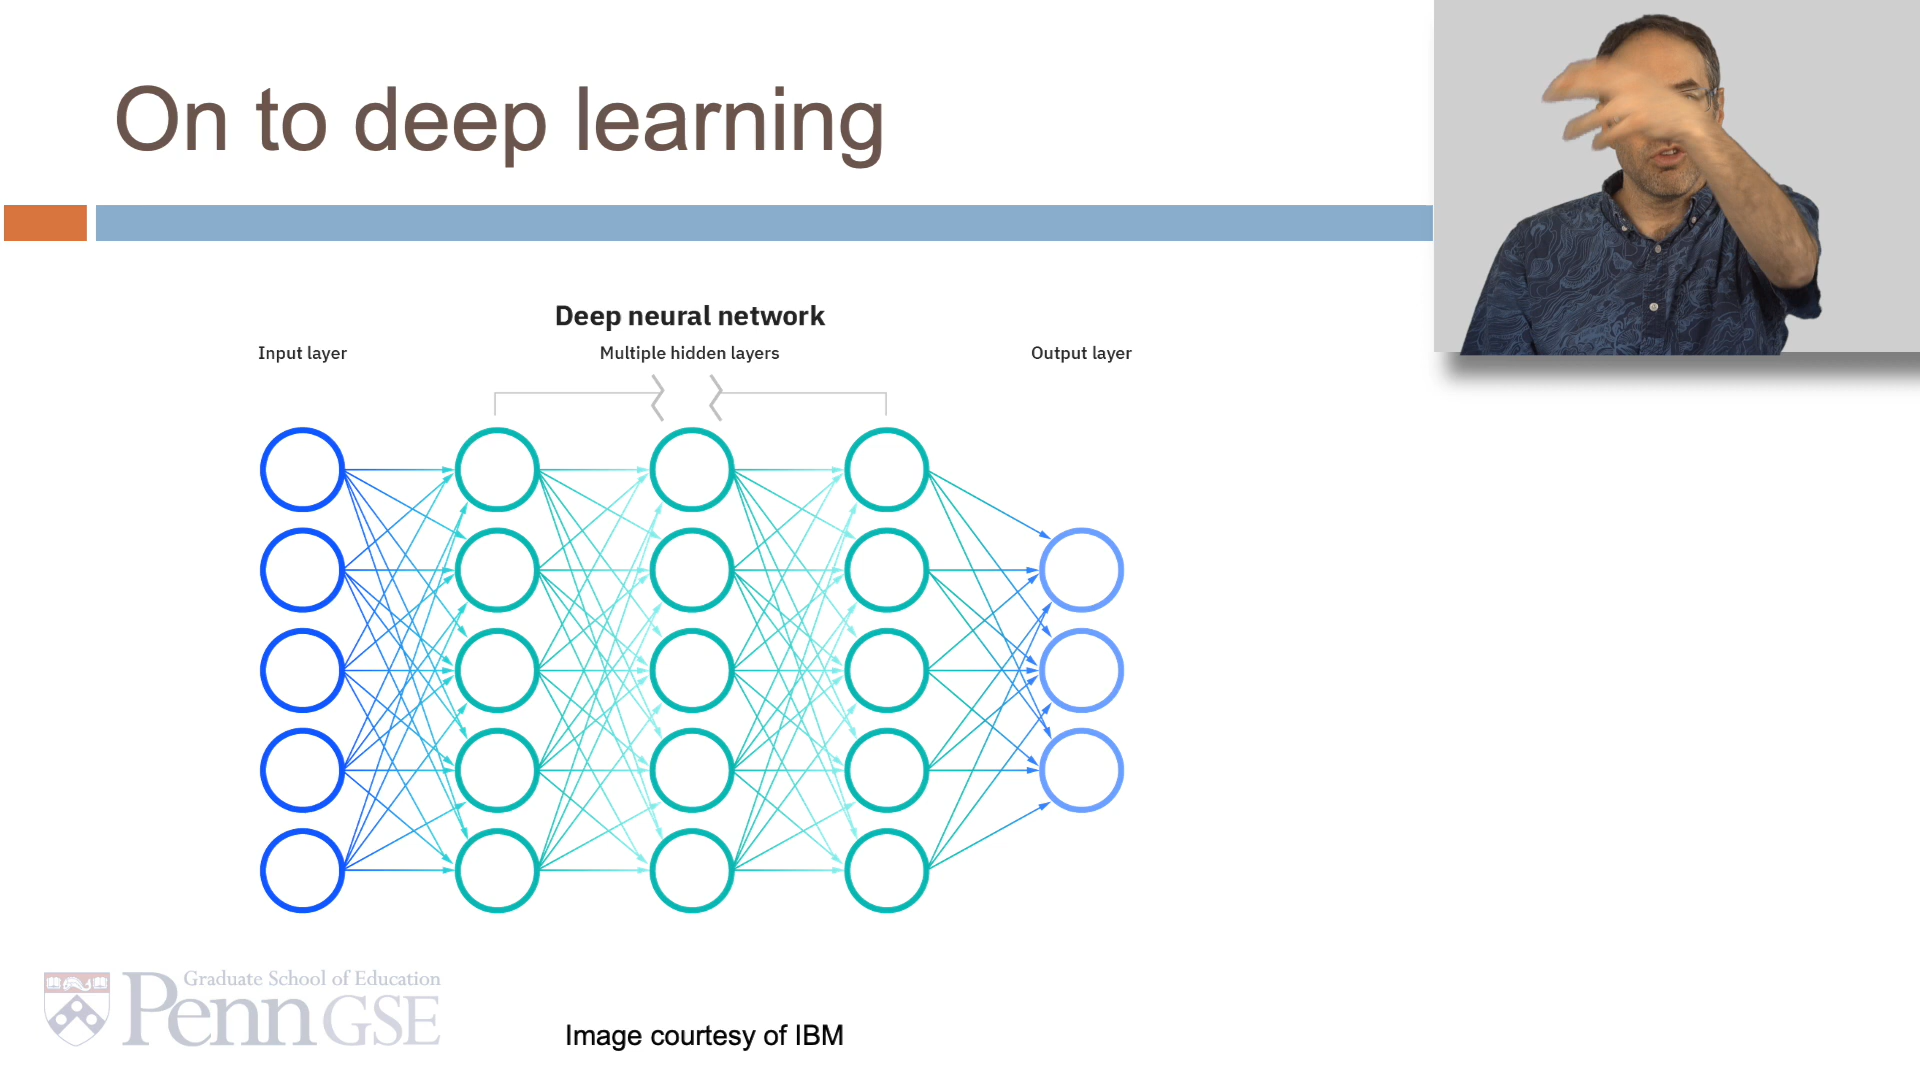 On to deep learning
Deep neural network
Input layer
Multiple hidden layers
Output layer
Graduate School of Education
Penn GSE
Image courtesy of IBM